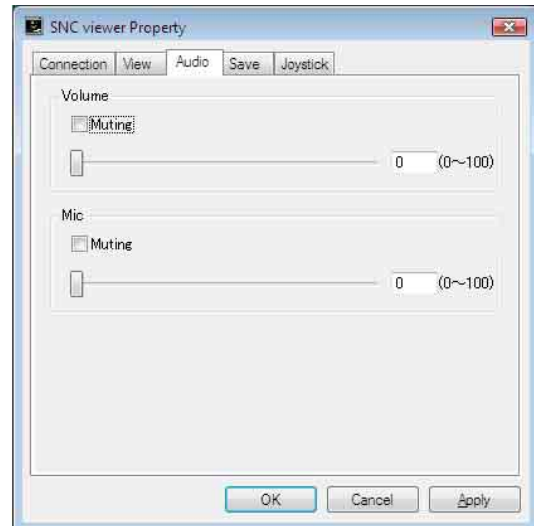 SNC viewer Property
Connection View Audio Save Joystick
Volume
Muting
0 (0～100)
Mic
Muting
0 (0～100)
OK Cancel Apply